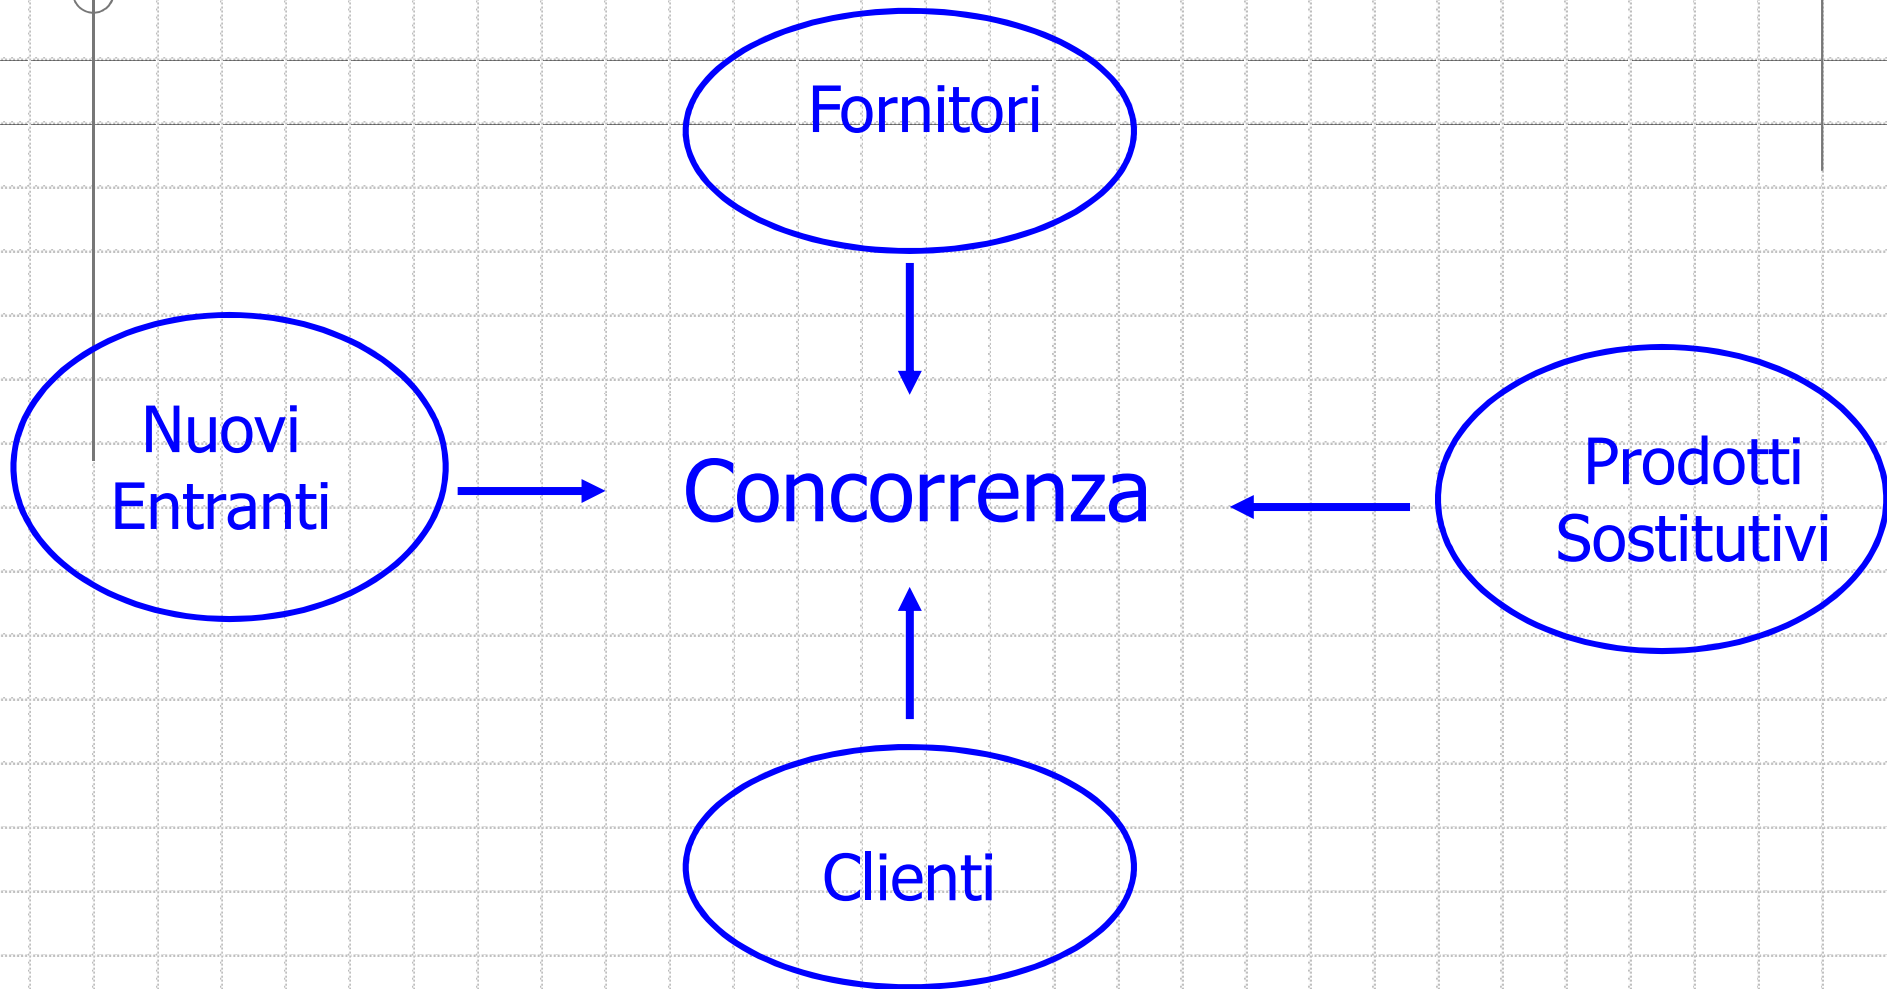 Fornitori
Nuovi
Entranti
Concorrenza
Prodotti
Sostitutivi
Clienti